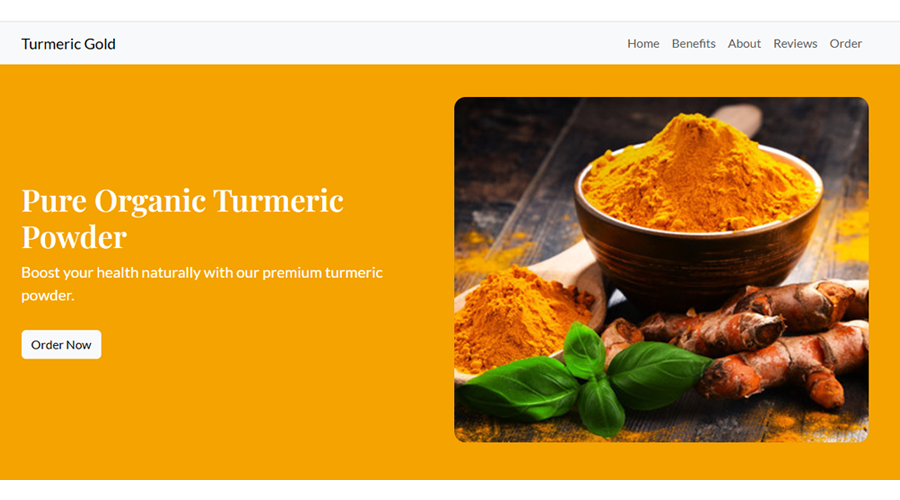 Turmeric Gold
Home Benefits About Reviews Order
Pure Organic Turmeric
Powder
Boost your health naturally with our premium turmeric
powder.
Order Now